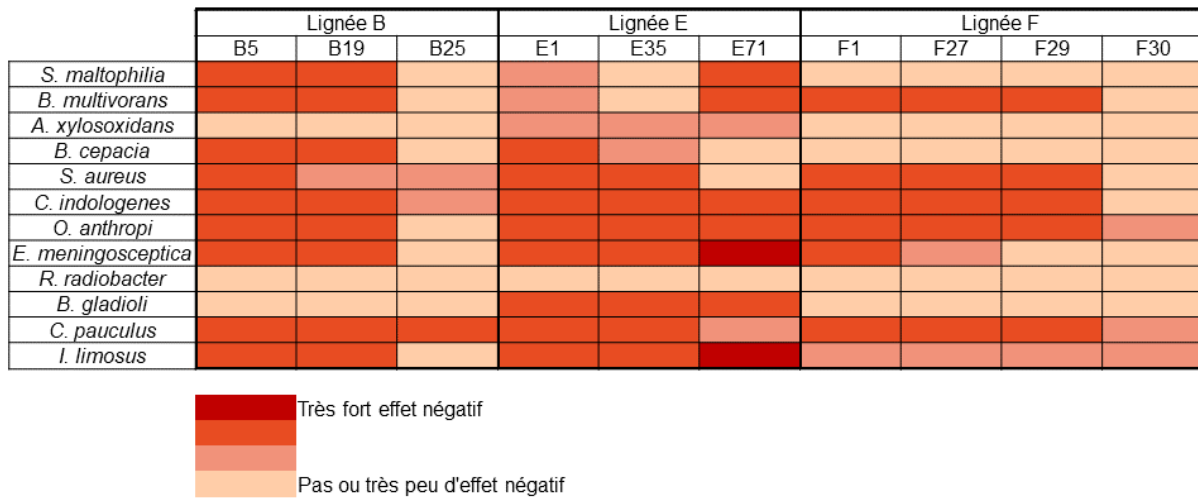 Lignée B Lignée E Lignée F
B5 B19 B25 E1 E35 E71 F1 F27 F29 F30
S. maltophilia
B. multivorans
A. xylosoxidans
B. cepacia
S. aureus
C. indologenes
O. anthropi
E. meningosceptica
R. radiobacter
B. gladioli
C. pauculus
I. limosus
Très fort effet négatif
Pas ou très peu d'effet négatif